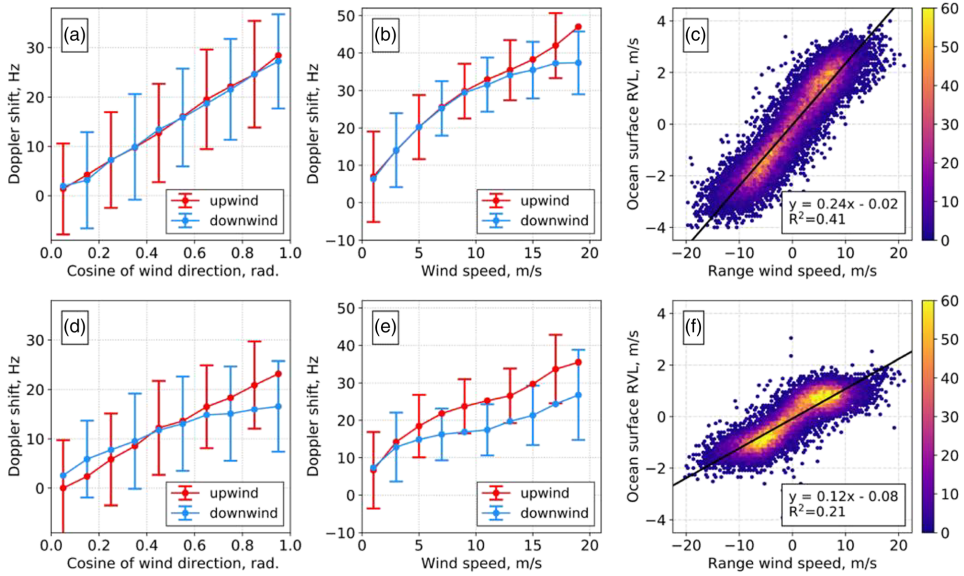 (a)
Doppler shift, Hz
30
20
10
0
0.0 0.2 0.4 0.6 0.8 1.0
Cosine of wind direction, rad.
upwind
downwind
(b)
Doppler shift, Hz
50
40
30
20
10
0
−10
0 5 10 15 20
Wind speed, m/s
upwind
downwind
(c)
Ocean surface RVL, m/s
4
2
0
−2
−4
−20 −10 0 10 20
Range wind speed, m/s
y = 0.24x - 0.02
R²=0.41
60
50
40
30
20
10
0
(d)
Doppler shift, Hz
30
20
10
0
0.0 0.2 0.4 0.6 0.8 1.0
Cosine of wind direction, rad.
upwind
downwind
(e)
Doppler shift, Hz
50
40
30
20
10
0
−10
0 5 10 15 20
Wind speed, m/s
upwind
downwind
(f)
Ocean surface RVL, m/s
4
2
0
−2
−4
−20 −10 0 10 20
Range wind speed, m/s
y = 0.12x - 0.08
R²=0.21
60
50
40
30
20
10
0